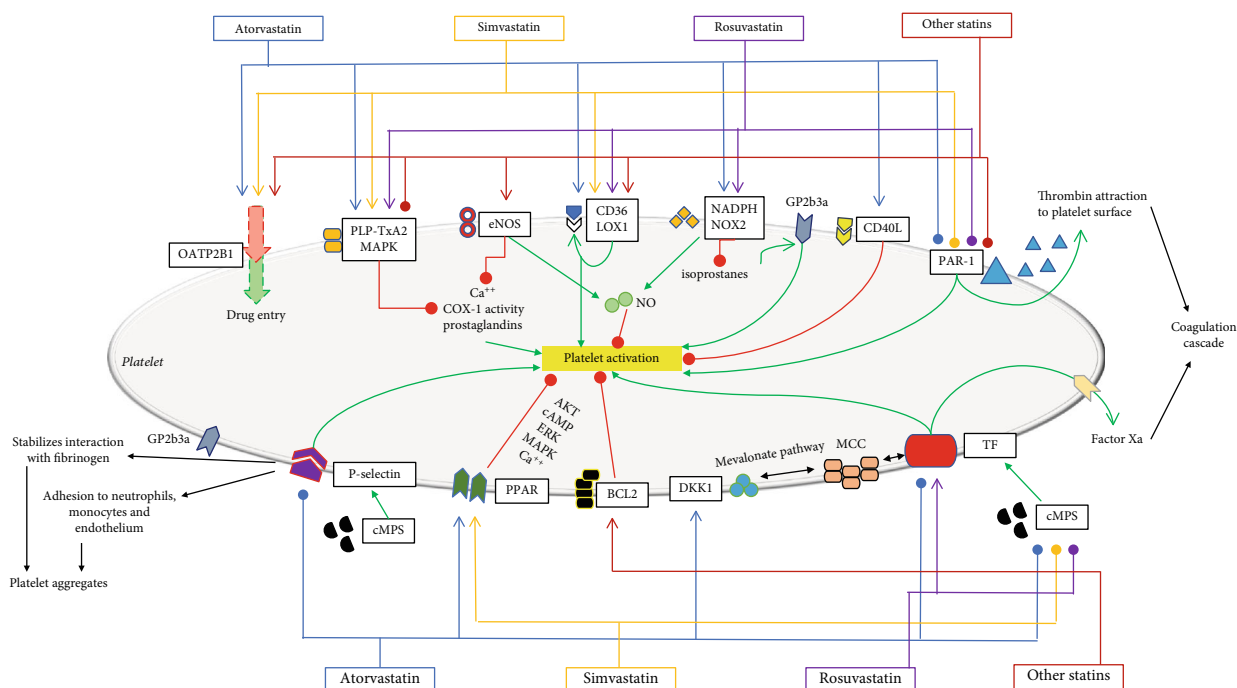 Atorvastatin
Simvastatin
Rosuvastatin
Other statins
OATP2B1
Drug entry
PLP-TxA2
MAPK
eNOS
CD36
LOX1
NADPH
NOX2
isoprostanes
GP2b3a
CD40L
PAR-1
Thrombin attraction
to platelet surface
Ca++
COX-1 activity
prostaglandins
NO
Platelet
Platelet activation
Coagulation
cascade
AKT
cAMP
ERK
MAPK
Ca++
GP2b3a
Stabilizes interaction
with fibrinogen
Adhesion to neutrophils,
monocytes and
endothelium
Platelet aggregates
P-selectin
cMPS
PPAR
BCL2
DKK1
Mevalonate pathway
MCC
TF
Factor Xa
cMPS
Atorvastatin
Simvastatin
Rosuvastatin
Other statins